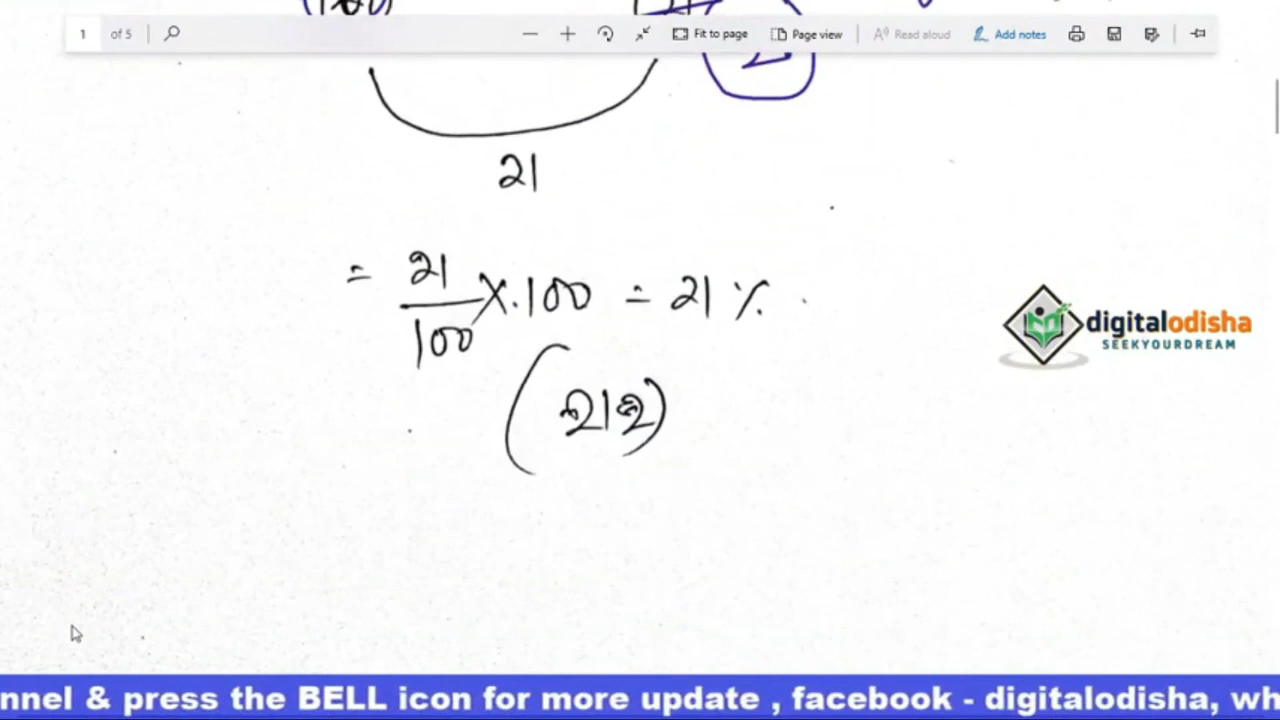 1 of 5 Fit to page Page view Read aloud Add notes
21
= 21/100 X.100 = 21 %
(212)
digitalodisha
SEEKYOURDREAM
nnel & press the BELL icon for more update , facebook - digitalodisha, wh